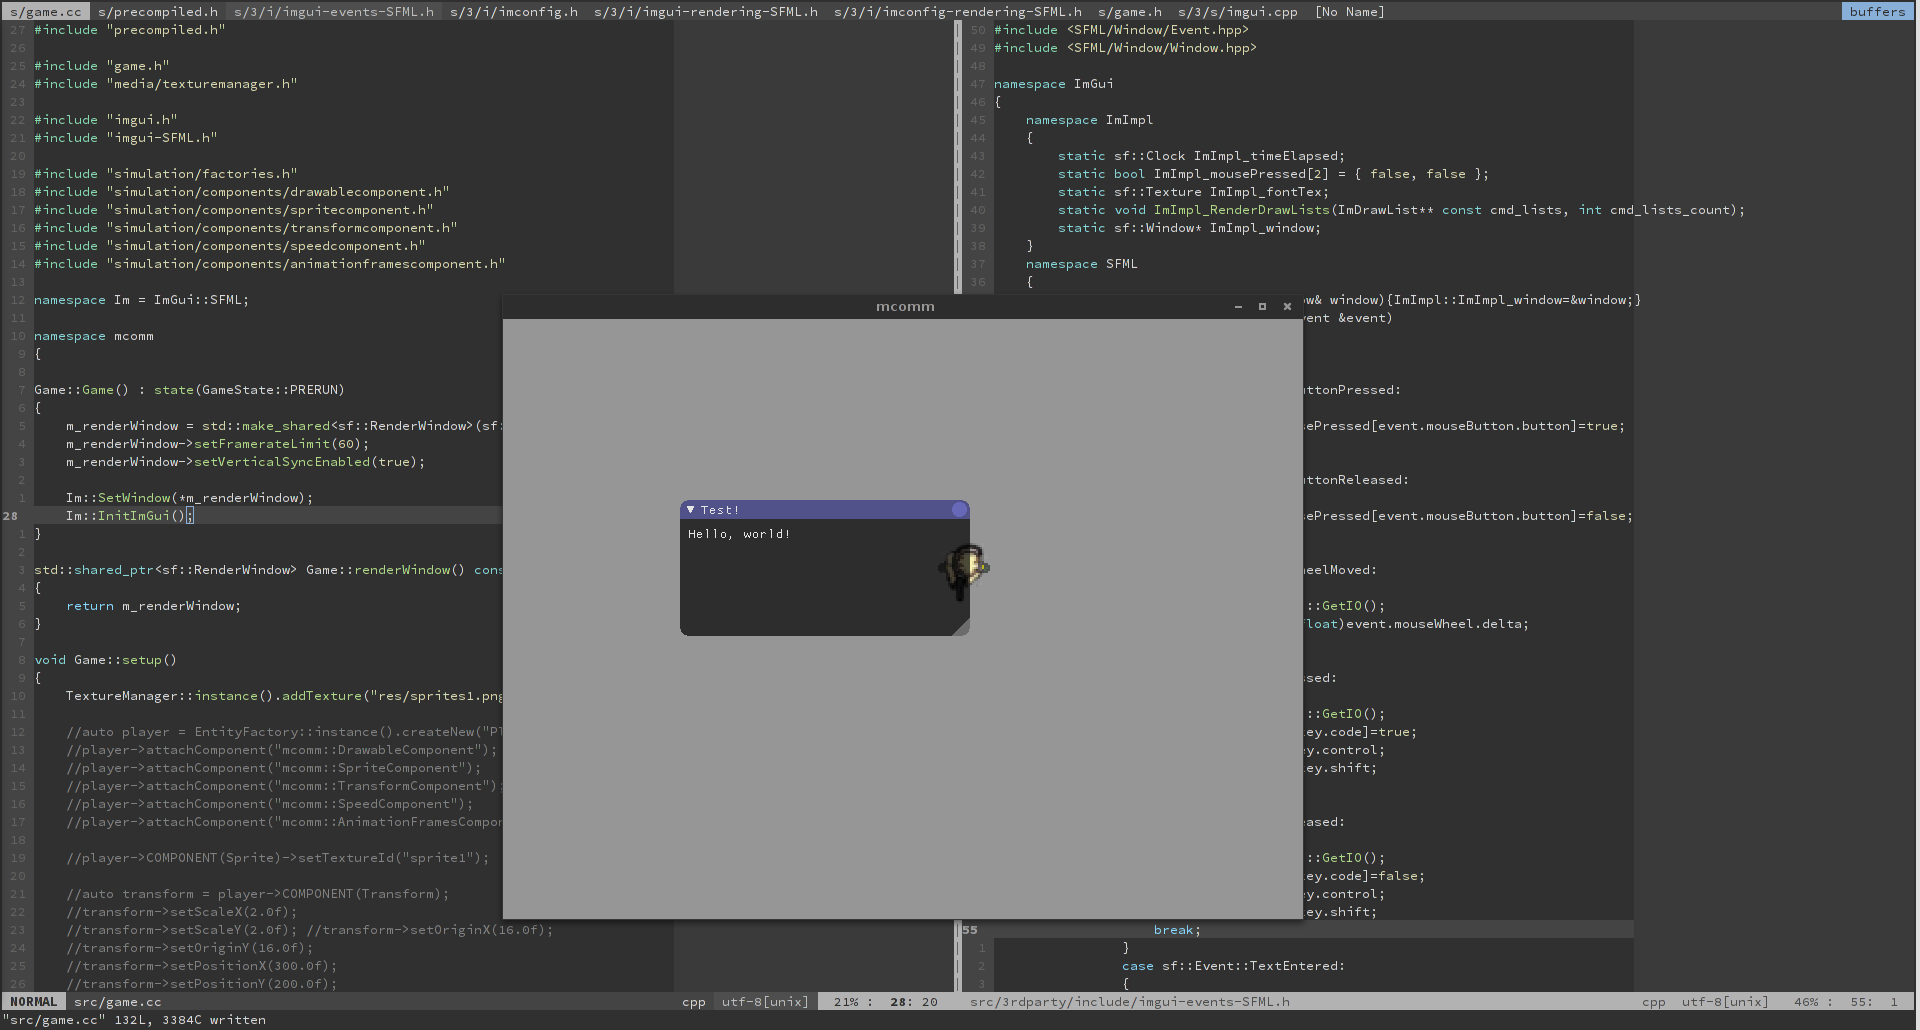 s/game.cc s/precompiled.h s/3/i/imgui-events-SFML.h s/3/i/imconfig.h s/3/i/imgui-rendering-SFML.h s/3/i/imconfig-rendering-SFML.h s/game.h s/3/s/imgui.cpp [No Name] buffers
27 #include "precompiled.h"
26
25 #include "game.h"
24 #include "media/texturemanager.h"
23
22 #include "imgui.h"
21 #include "imgui-SFML.h"
20
19 #include "simulation/factories.h"
18 #include "simulation/components/drawablecomponent.h"
17 #include "simulation/components/spritecomponent.h"
16 #include "simulation/components/transformcomponent.h"
15 #include "simulation/components/speedcomponent.h"
14 #include "simulation/components/animationframescomponent.h"
13
12 namespace Im = ImGui::SFML;
11
10 namespace mcomm
9 {
8
7 Game::Game() : state(GameState::PRERUN)
6 {
5 m_renderWindow = std::make_shared<sf::RenderWindow>(sf:
4 m_renderWindow->setFramerateLimit(60);
3 m_renderWindow->setVerticalSyncEnabled(true);
2
1 Im::SetWindow(*m_renderWindow);
28 Im::InitImGui();
1 }
2
3 std::shared_ptr<sf::RenderWindow> Game::renderWindow() cons
4 {
5 return m_renderWindow;
6 }
7
8 void Game::setup()
9 {
10 TextureManager::instance().addTexture("res/sprites1.png
11
12 //auto player = EntityFactory::instance().createNew("Pl
13 //player->attachComponent("mcomm::DrawableComponent");
14 //player->attachComponent("mcomm::SpriteComponent");
15 //player->attachComponent("mcomm::TransformComponent");
16 //player->attachComponent("mcomm::SpeedComponent");
17 //player->attachComponent("mcomm::AnimationFramesCompon
18
19 //player->COMPONENT(Sprite)->setTextureId("sprite1");
20
21 //auto transform = player->COMPONENT(Transform);
22 //transform->setScaleX(2.0f);
23 //transform->setScaleY(2.0f); //transform->setOriginX(16.0f);
24 //transform->setOriginY(16.0f);
25 //transform->setPositionX(300.0f);
26 //transform->setPositionY(200.0f);
50 #include <SFML/Window/Event.hpp>
49 #include <SFML/Window/Window.hpp>
48
47 namespace ImGui
46 {
45 namespace ImImpl
44 {
43 static sf::Clock ImImpl_timeElapsed;
42 static bool ImImpl_mousePressed[2] = { false, false };
41 static sf::Texture ImImpl_fontTex;
40 static void ImImpl_RenderDrawLists(ImDrawList** const cmd_lists, int cmd_lists_count);
39 static sf::Window* ImImpl_window;
38 }
37 namespace SFML
36 {
ow& window){ImImpl::ImImpl_window=&window;}
vent &event)
ttonPressed:
sePressed[event.mouseButton.button]=true;
ttonReleased:
sePressed[event.mouseButton.button]=false;
eelMoved:
::GetIO();
float)event.mouseWheel.delta;
ssed:
::GetIO();
ey.code]=true;
y.control;
ey.shift;
ased:
::GetIO();
ey.code]=false;
y.control;
ey.shift;
55 break;
1 }
2 case sf::Event::TextEntered:
3 {
mcomm
Test!
Hello, world!
NORMAL src/game.cc cpp utf-8[unix] 21% : 28: 20
src/3rdparty/include/imgui-events-SFML.h cpp utf-8[unix] 46% : 55: 1
"src/game.cc" 132L, 3384C written